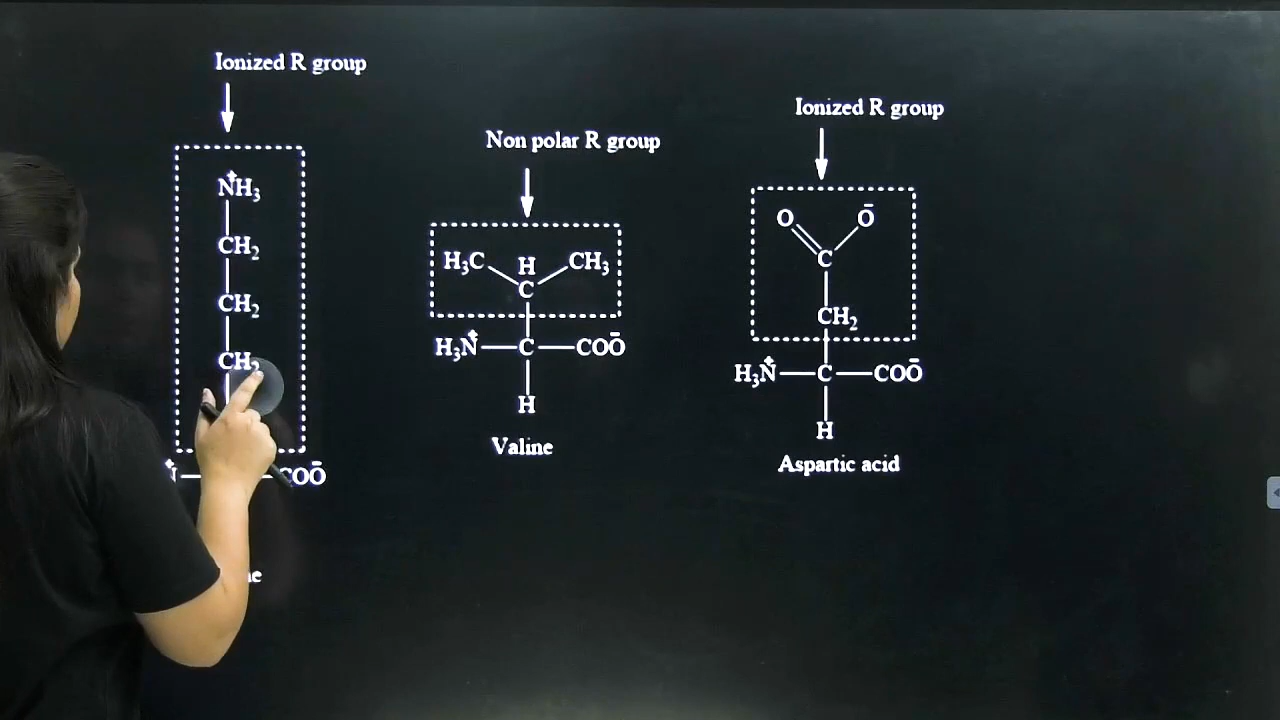 Ionized R group
N⁺H₃
CH₂
CH₂
CH₂
COO⁻
Non polar R group
H₃C H CH₃
C
H₃N⁺—C—COO⁻
H
Valine
Ionized R group
O O⁻
C
CH₂
H₃N⁺—C—COO⁻
H
Aspartic acid